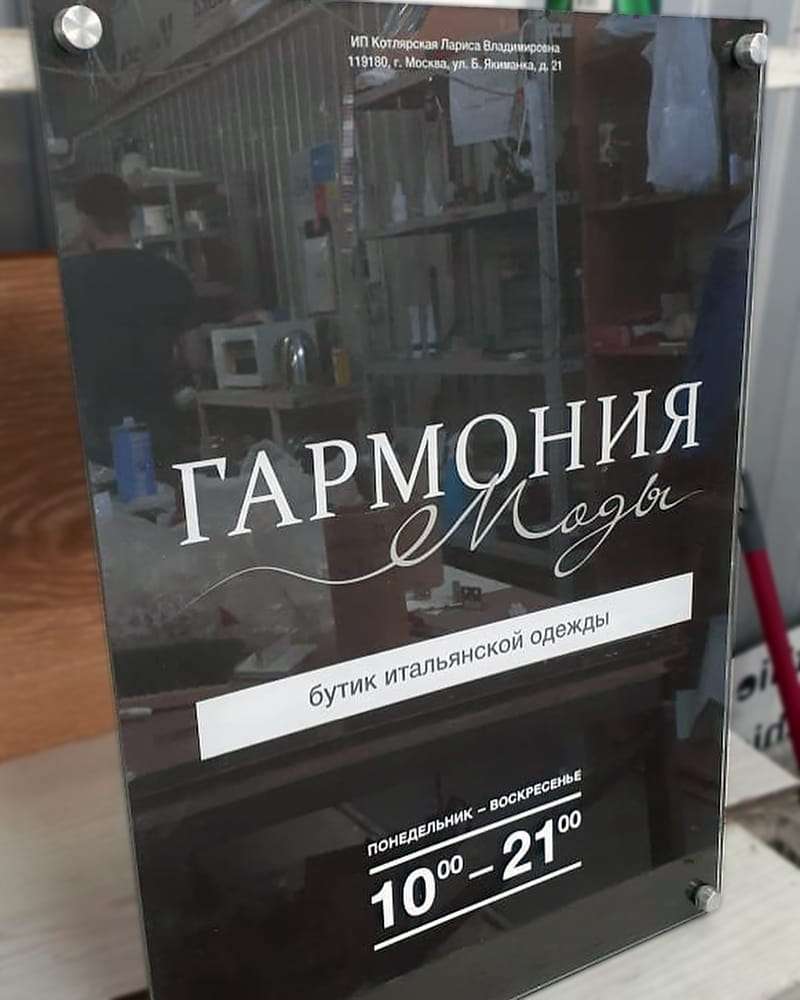 ИП Котлярская Лариса Владимировна
119180, г. Москва, ул. Б. Якиманка, д. 21
ГАРМОНИЯ
Моды
бутик итальянской одежды
ПОНЕДЕЛЬНИК – ВОСКРЕСЕНЬЕ
10⁰⁰ – 21⁰⁰